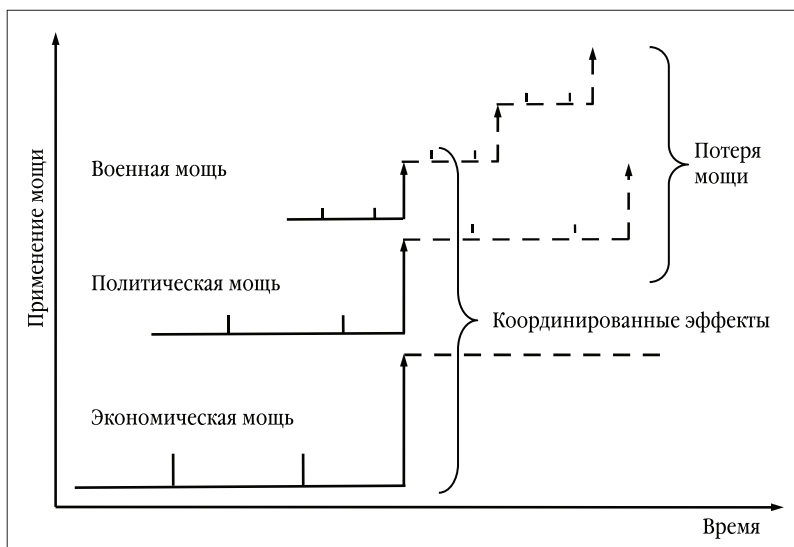 Применение мощи
Военная мощь
Потеря
мощи
Политическая мощь
Координированные эффекты
Экономическая мощь
Время